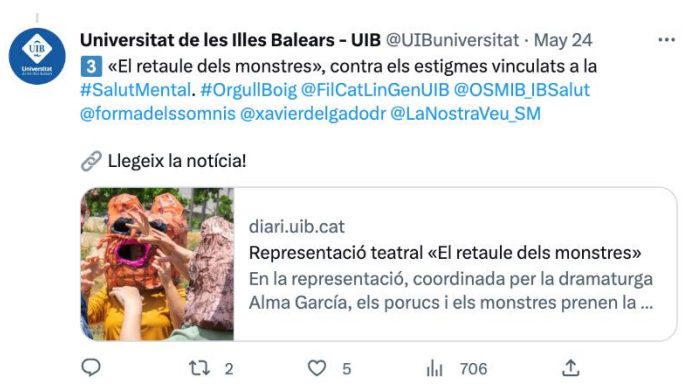 Universitat de les Illes Balears - UIB @UIBuniversitat · May 24
3 «El retaule dels monstres», contra els estigmes vinculats a la
#SalutMental. #OrgullBoig @FilCatLinGenUIB @OSMIB_IBSalut
@formadelssomnis @xavierdelgadodr @LaNostraVeu_SM
Llegeix la notícia!
diari.uib.cat
Representació teatral «El retaule dels monstres»
En la representació, coordinada per la dramaturga
Alma García, els porucs i els monstres prenen la ...
2 5 706
UIB
Universitat